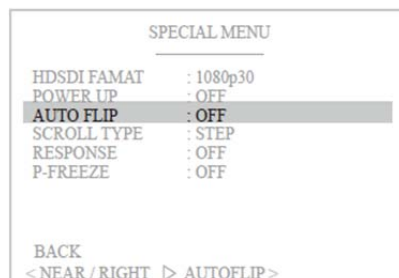 SPECIAL MENU
HDSDI FAMAT : 1080p30
POWER UP : OFF
AUTO FLIP : OFF
SCROLL TYPE : STEP
RESPONSE : OFF
P-FREEZE : OFF
BACK
< NEAR / RIGHT ▷ AUTOFLIP >